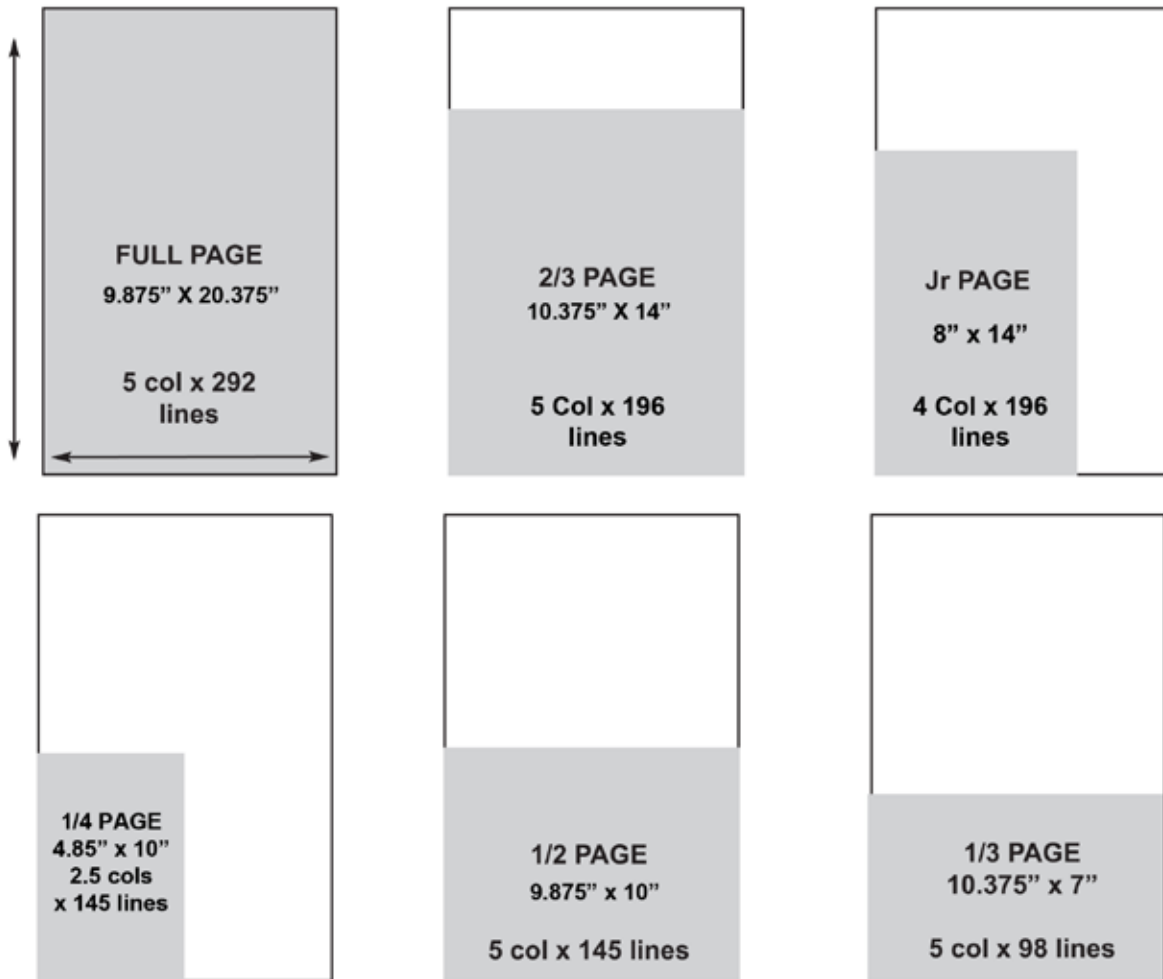 FULL PAGE
9.875” X 20.375”
5 col x 292
lines
2/3 PAGE
10.375” X 14”
5 Col x 196
lines
Jr PAGE
8” x 14”
4 Col x 196
lines
1/4 PAGE
4.85” x 10”
2.5 cols
x 145 lines
1/2 PAGE
9.875” x 10”
5 col x 145 lines
1/3 PAGE
10.375” x 7”
5 col x 98 lines